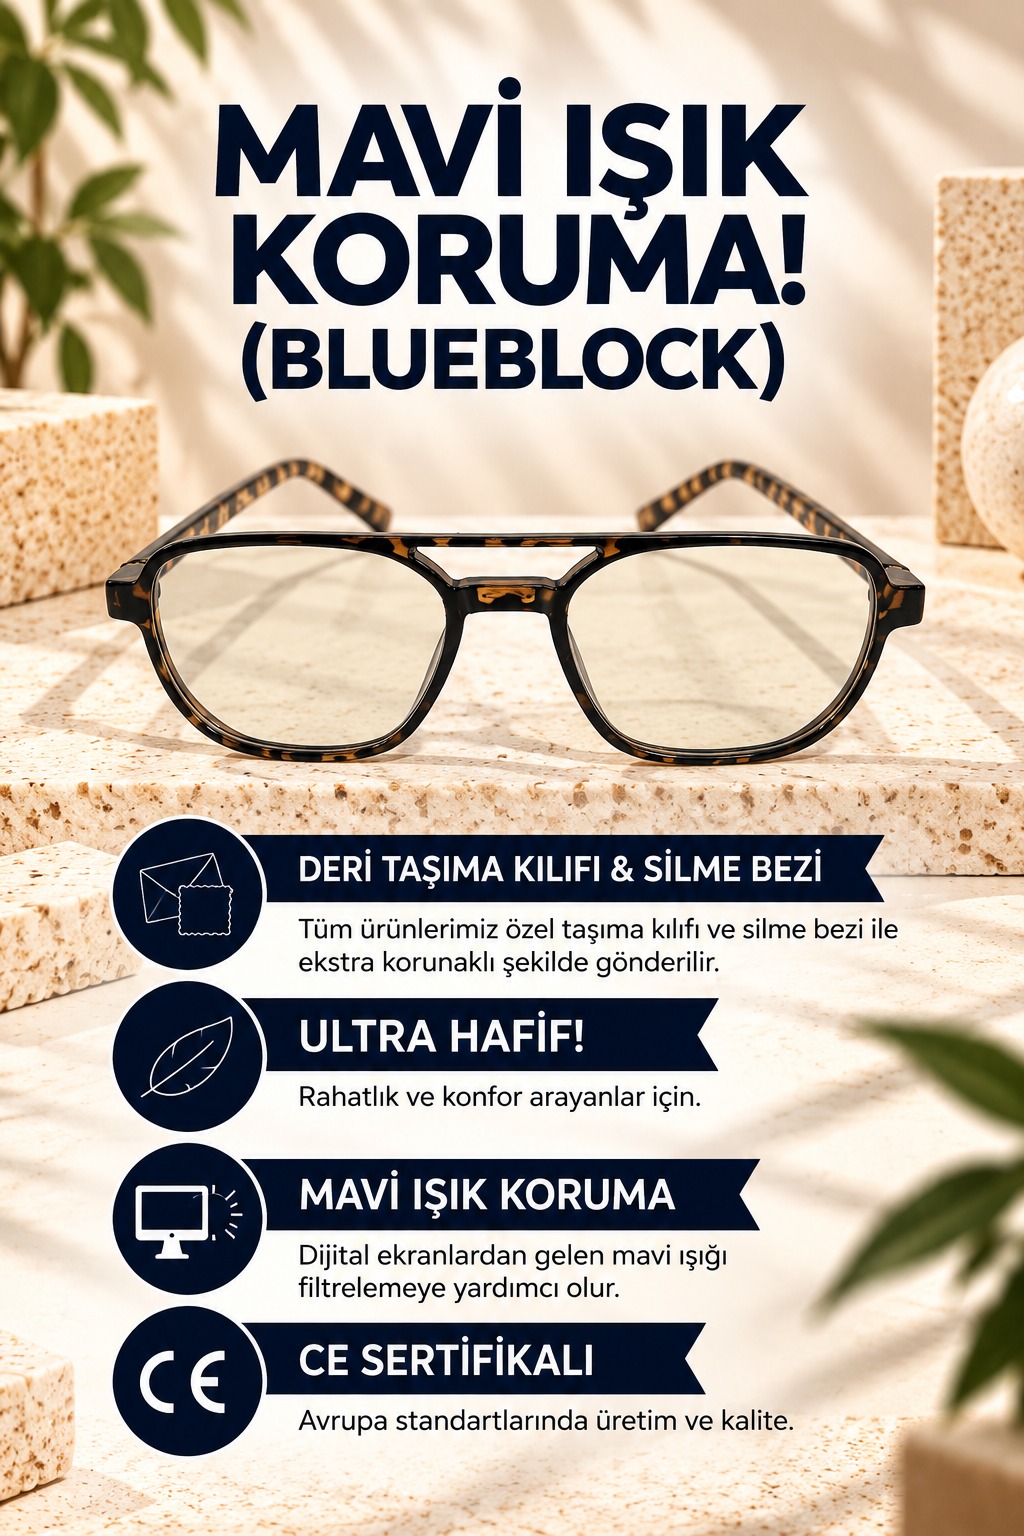 MAVİ IŞIK
KORUMA!
(BLUEBLOCK)
DERİ TAŞIMA KILIFI & SİLME BEZİ
Tüm ürünlerimiz özel taşıma kılıfı ve silme bezi ile
ekstra korunaklı şekilde gönderilir.
ULTRA HAFİF!
Rahatlık ve konfor arayanlar için.
MAVİ IŞIK KORUMA
Dijital ekranlardan gelen mavi ışığı
filtrelemeye yardımcı olur.
CE
CE SERTİFİKALI
Avrupa standartlarında üretim ve kalite.